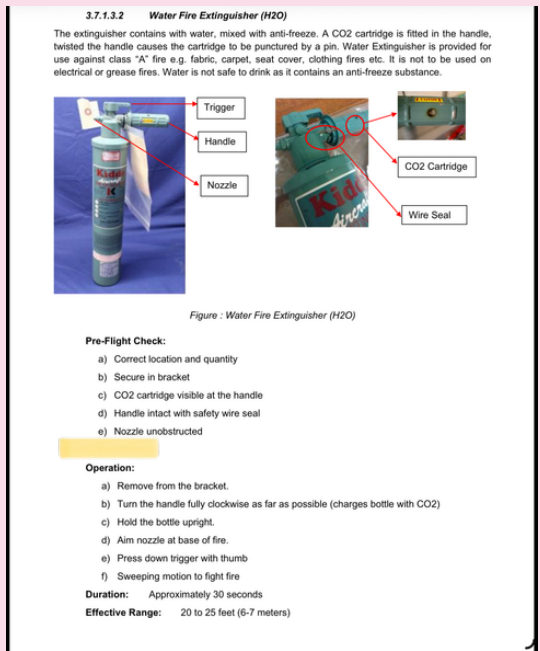 3.7.1.3.2 Water Fire Extinguisher (H2O)
The extinguisher contains with water, mixed with anti-freeze. A CO2 cartridge is fitted in the handle,
twisted the handle causes the cartridge to be punctured by a pin. Water Extinguisher is provided for
use against class "A" fire e.g. fabric, carpet, seat cover, clothing fires etc. It is not to be used on
electrical or grease fires. Water is not safe to drink as it contains an anti-freeze substance.
Trigger
Handle
Nozzle
Kidde
Aircraft
K
Kidde
Aircraft
CO2 Cartridge
Wire Seal
Figure : Water Fire Extinguisher (H2O)
Pre-Flight Check:
a) Correct location and quantity
b) Secure in bracket
c) CO2 cartridge visible at the handle
d) Handle intact with safety wire seal
e) Nozzle unobstructed
Operation:
a) Remove from the bracket.
b) Turn the handle fully clockwise as far as possible (charges bottle with CO2)
c) Hold the bottle upright.
d) Aim nozzle at base of fire.
e) Press down trigger with thumb
f) Sweeping motion to fight fire
Duration: Approximately 30 seconds
Effective Range: 20 to 25 feet (6-7 meters)